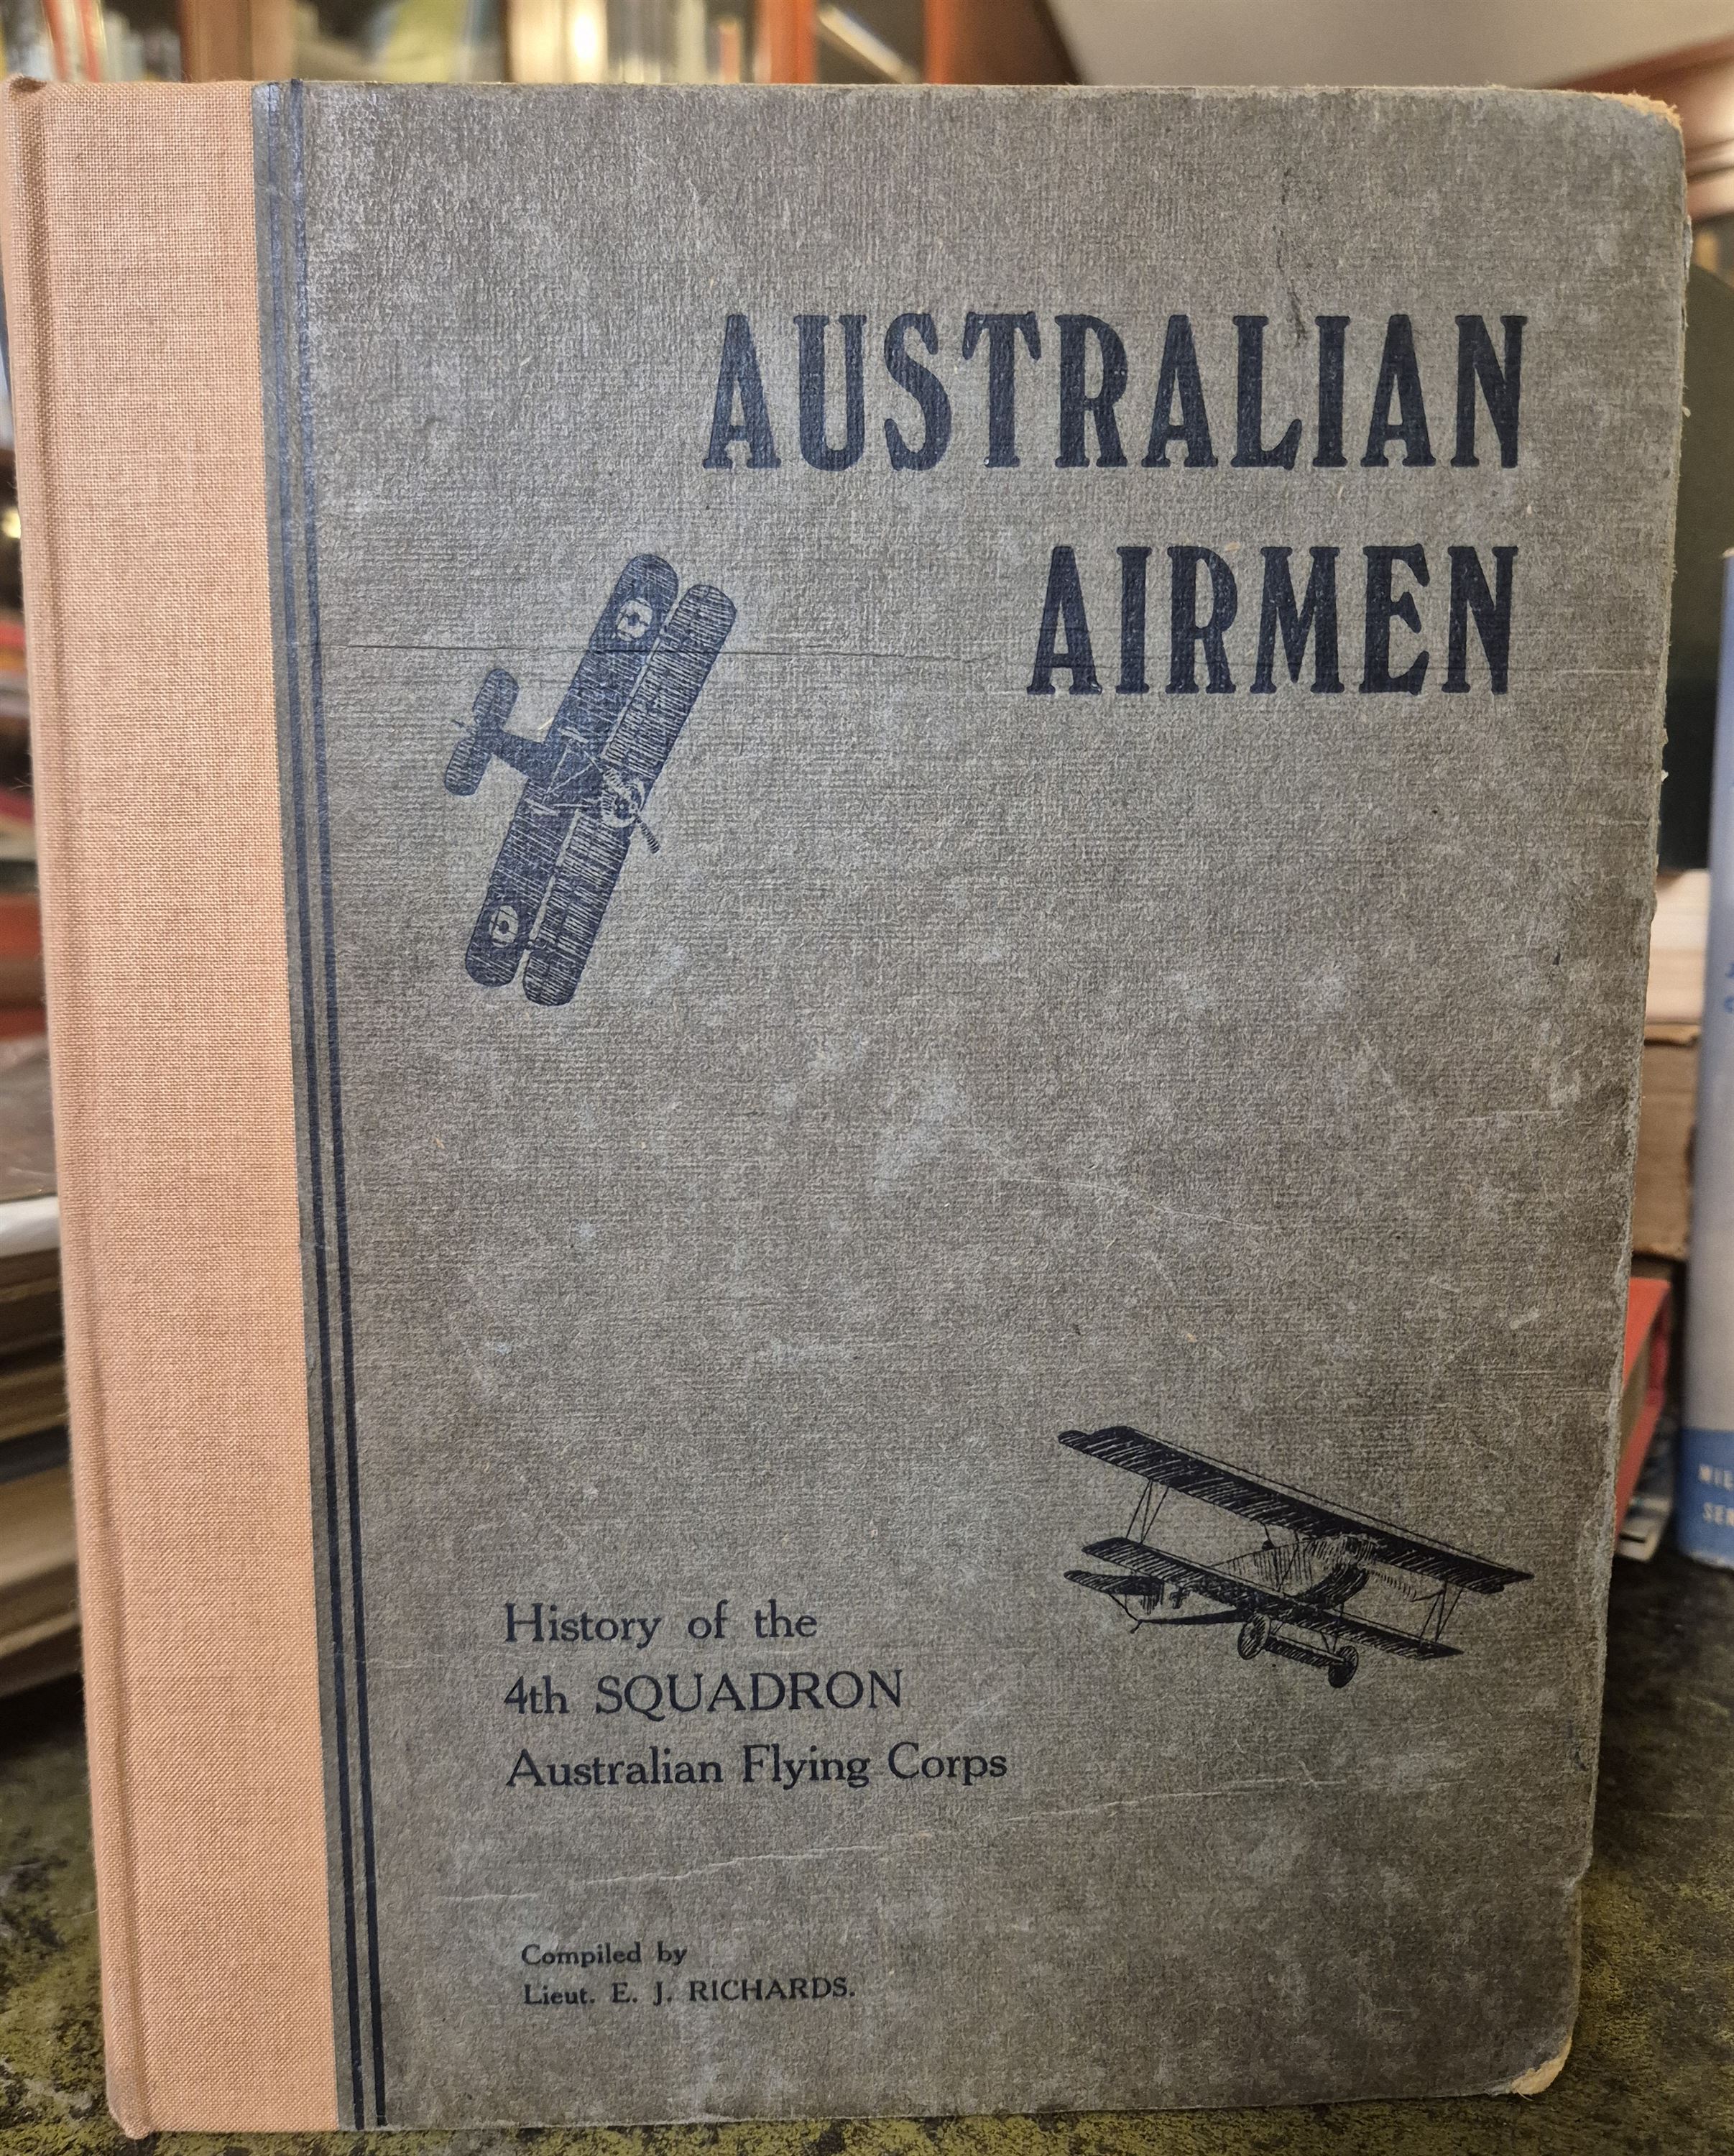 AUSTRALIAN
AIRMEN
History of the
4th SQUADRON
Australian Flying Corps
Compiled by
Lieut. E. J. RICHARDS.